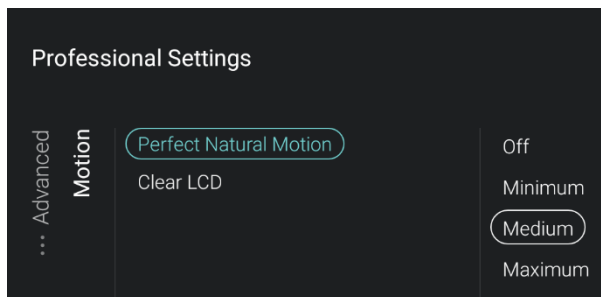 Professional Settings
... Advanced
Motion
Perfect Natural Motion
Clear LCD
Off
Minimum
Medium
Maximum